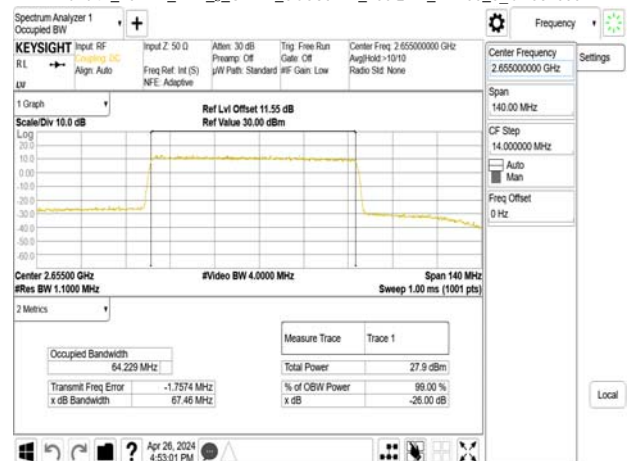 Spectrum Analyzer 1
Occupied BW
+
Frequency
KEYSIGHT
RL
Input: RF
Coupling: DC
Align: Auto
Input Z: 50 Ω
Freq Ref: Int (S)
NFE: Adaptive
Atten: 30 dB
Preamp: Off
µW Path: Standard
Trig: Free Run
Gate: Off
#IF Gain: Low
Center Freq: 2.655000000 GHz
Avg|Hold:>10/10
Radio Std: None
Center Frequency
2.655000000 GHz
Settings
Span
140.00 MHz
CF Step
14.000000 MHz
Auto
Man
Freq Offset
0 Hz
Local
1 Graph
Scale/Div 10.0 dB
Ref Lvl Offset 11.55 dB
Ref Value 30.00 dBm
Log
20.0
10.0
0.00
-10.0
-20.0
-30.0
-40.0
-50.0
-60.0
Center 2.65500 GHz
#Res BW 1.1000 MHz
#Video BW 4.0000 MHz
Span 140 MHz
Sweep 1.00 ms (1001 pts)
2 Metrics
Measure Trace Trace 1
Occupied Bandwidth
64.229 MHz
Total Power 27.9 dBm
Transmit Freq Error -1.7574 MHz
% of OBW Power 99.00 %
x dB Bandwidth 67.46 MHz
x dB -26.00 dB
?
Apr 26, 2024
4:53:01 PM